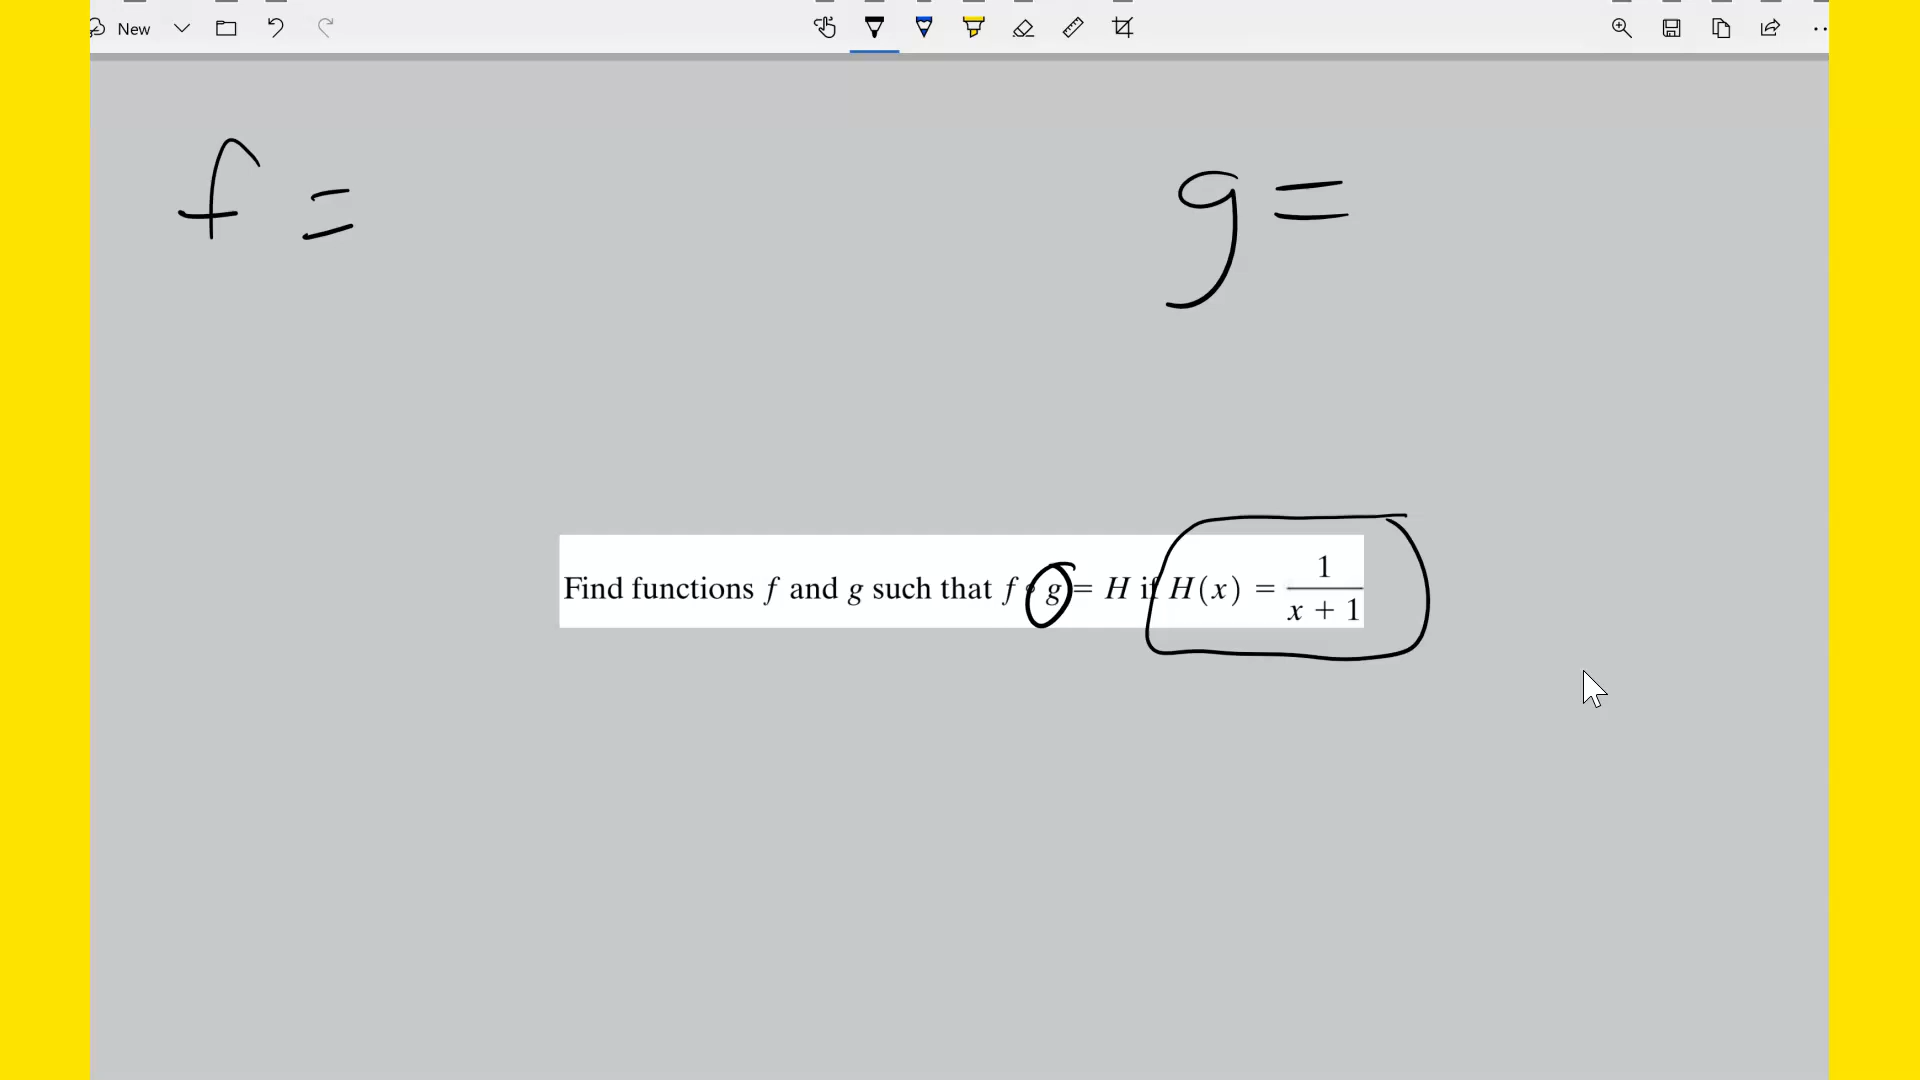 New
f =
g =
Find functions f and g such that f ∘ g = H if H(x) = 1/(x + 1)